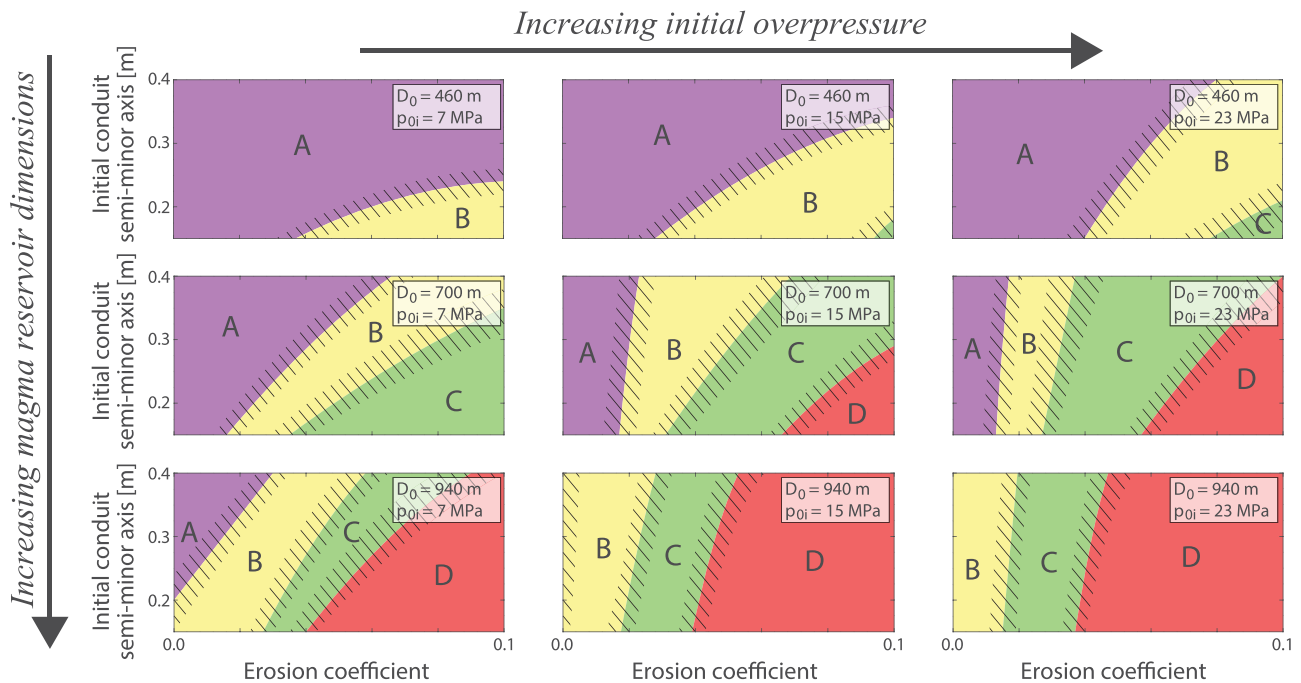 Increasing initial overpressure
Increasing magma reservoir dimensions
Initial conduit
semi-minor axis [m]
0.4
0.3
0.2
A
B
D0 = 460 m
p0i = 7 MPa
A
B
D0 = 460 m
p0i = 15 MPa
A
B
C
D0 = 460 m
p0i = 23 MPa
Initial conduit
semi-minor axis [m]
0.4
0.3
0.2
A
B
C
D0 = 700 m
p0i = 7 MPa
A
B
C
D
D0 = 700 m
p0i = 15 MPa
A
B
C
D
D0 = 700 m
p0i = 23 MPa
Initial conduit
semi-minor axis [m]
0.4
0.3
0.2
A
B
C
D
D0 = 940 m
p0i = 7 MPa
B
C
D
D0 = 940 m
p0i = 15 MPa
B
C
D
D0 = 940 m
p0i = 23 MPa
0.0
0.1
0.0
0.1
0.0
0.1
Erosion coefficient
Erosion coefficient
Erosion coefficient